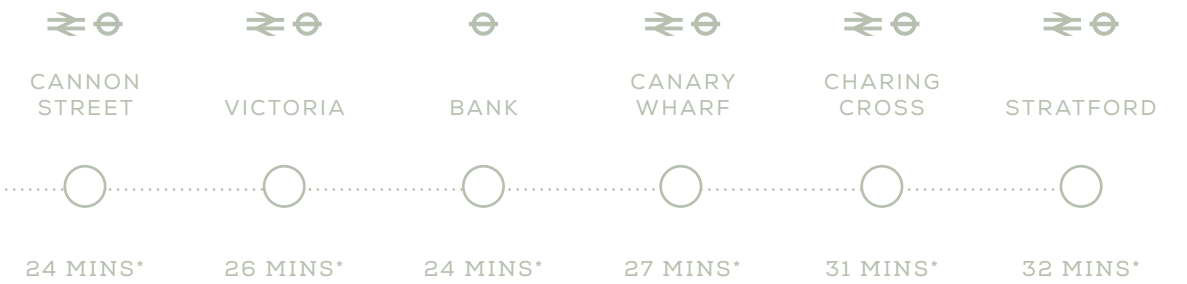 CANNON
STREET
VICTORIA
BANK
CANARY
WHARF
CHARING
CROSS
STRATFORD
24 MINS*
26 MINS*
24 MINS*
27 MINS*
31 MINS*
32 MINS*